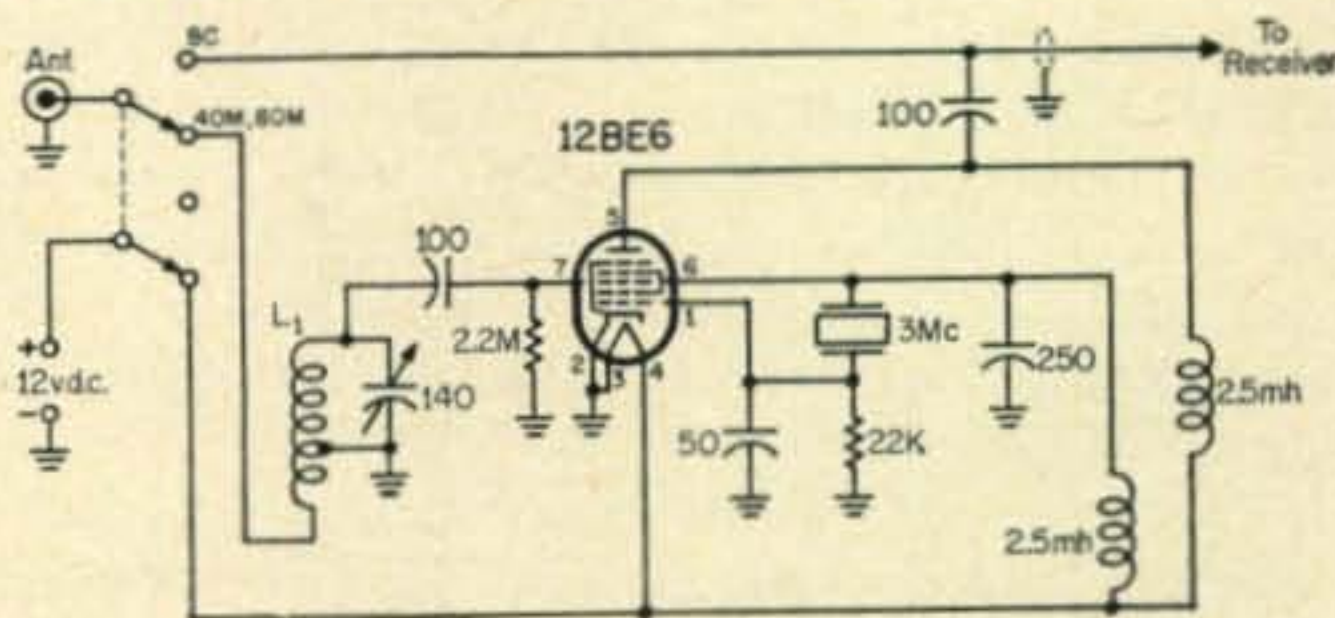 BC
To
Receiver
Ant
40M, 80M
100
12BE6
5
100
7
6
1
L1
2.2M
3Mc
2
3
4
+
12v.d.c.
-
140
250
2.5mh
50
22K
2.5mh